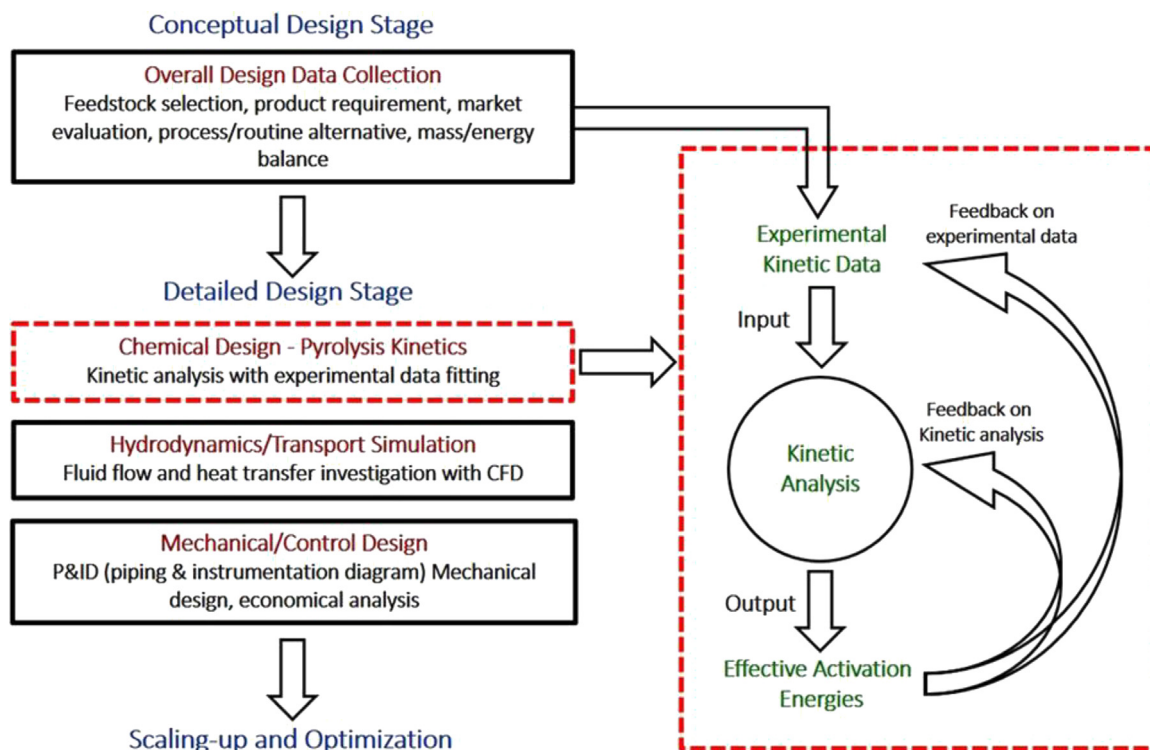 Conceptual Design Stage
Overall Design Data Collection
Feedstock selection, product requirement, market
evaluation, process/routine alternative, mass/energy
balance
Detailed Design Stage
Chemical Design - Pyrolysis Kinetics
Kinetic analysis with experimental data fitting
Hydrodynamics/Transport Simulation
Fluid flow and heat transfer investigation with CFD
Mechanical/Control Design
P&ID (piping & instrumentation diagram) Mechanical
design, economical analysis
Scaling-up and Optimization
Experimental
Kinetic Data
Feedback on
experimental data
Input
Kinetic
Analysis
Feedback on
Kinetic analysis
Output
Effective Activation
Energies